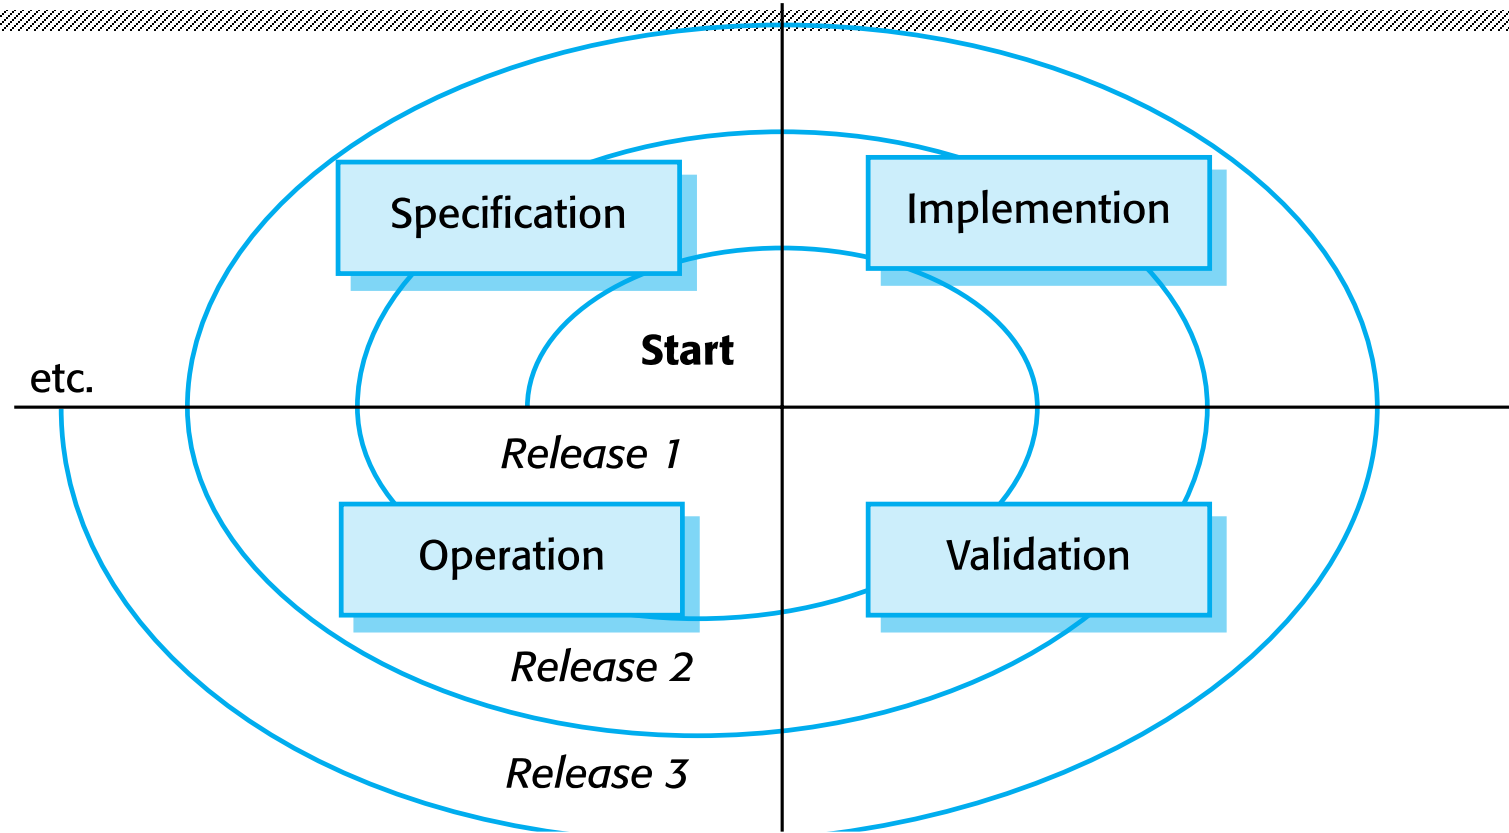 Specification
Implemention
Start
etc.
Release 1
Operation
Validation
Release 2
Release 3